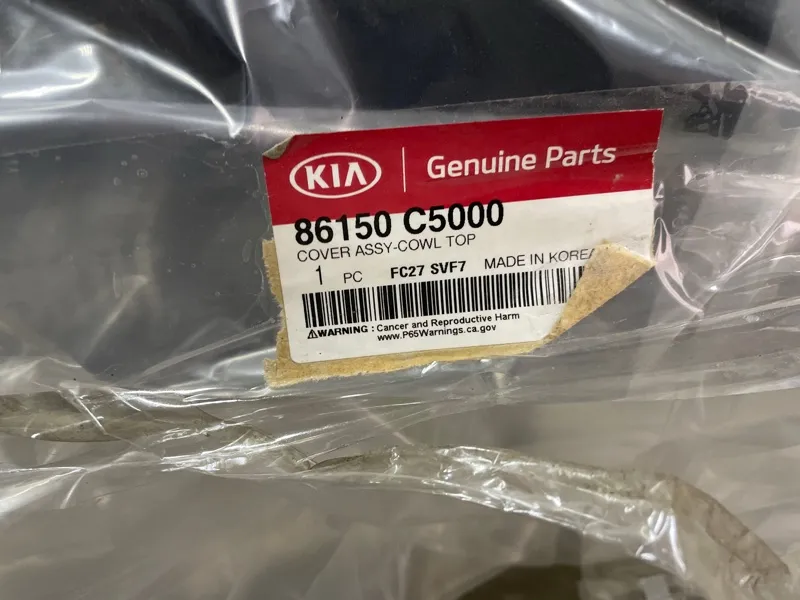 KIA Genuine Parts
86150 C5000
COVER ASSY-COWL TOP
1 PC FC27 SVF7 MADE IN KOREA
WARNING : Cancer and Reproductive Harm
www.P65Warnings.ca.gov